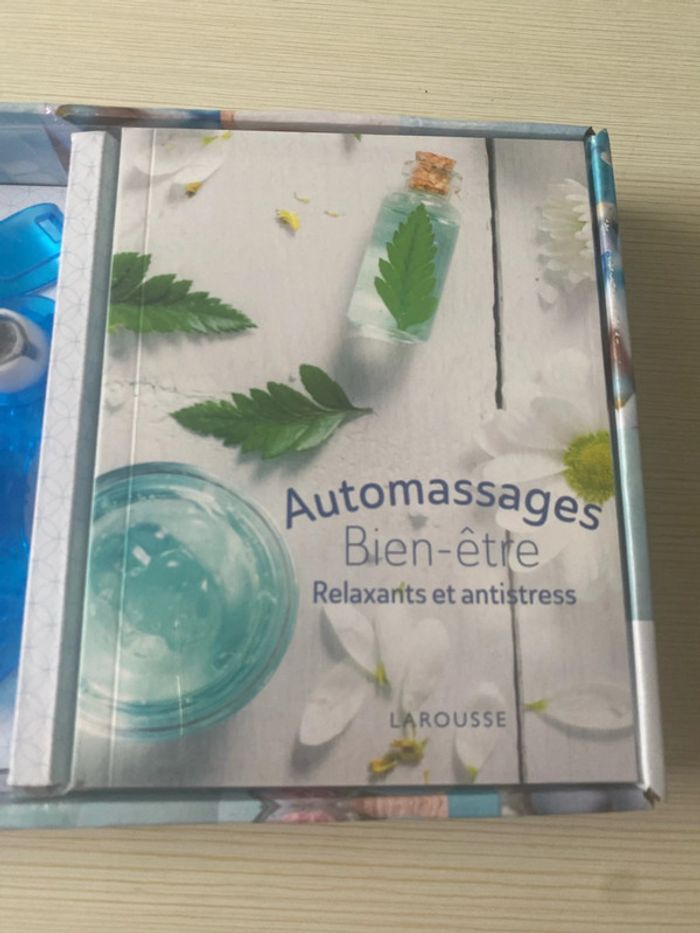 Automassages
Bien-être
Relaxants et antistress
LAROUSSE